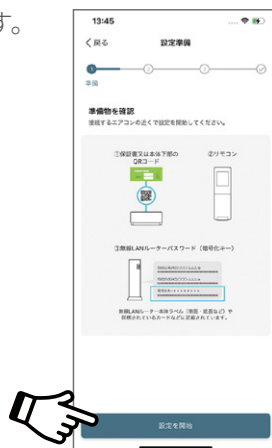 す。
13:45
戻る
設定準備
準備
準備物を確認
接続するエアコンの近くで設定を開始してください。
①保証書又は本体下部の
QRコード
②リモコン
③無線LANルーターパスワード（暗号化キー）
無線LANルーター本体ラベル（側面・底面など）や
同梱されているカードなどに記載されています。
設定を開始